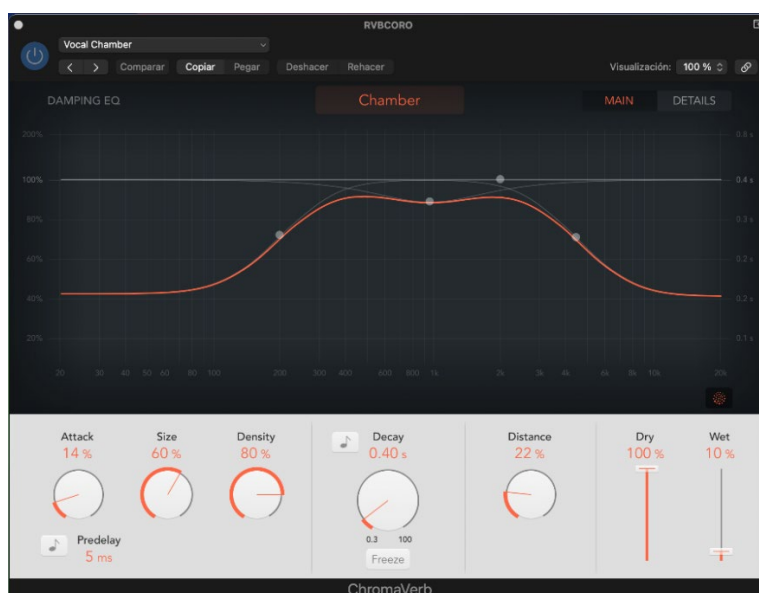 RVBCORO
Vocal Chamber
Comparar Copiar Pegar Deshacer Rehacer Visualización: 100 %
DAMPING EQ Chamber MAIN DETAILS
200% 0.8 s
100% 0.4 s
80% 0.3 s
60% 0.2 s
40% 0.2 s
20% 0.1 s
20 30 40 50 60 80 100 200 300 400 600 800 1k 2k 3k 4k 6k 8k 10k 20k
Attack Size Density Decay Distance Dry Wet
14 % 60 % 80 % 0.40 s 22 % 100 % 10 %
0.3 100
Predelay
5 ms
Freeze
ChromaVerb